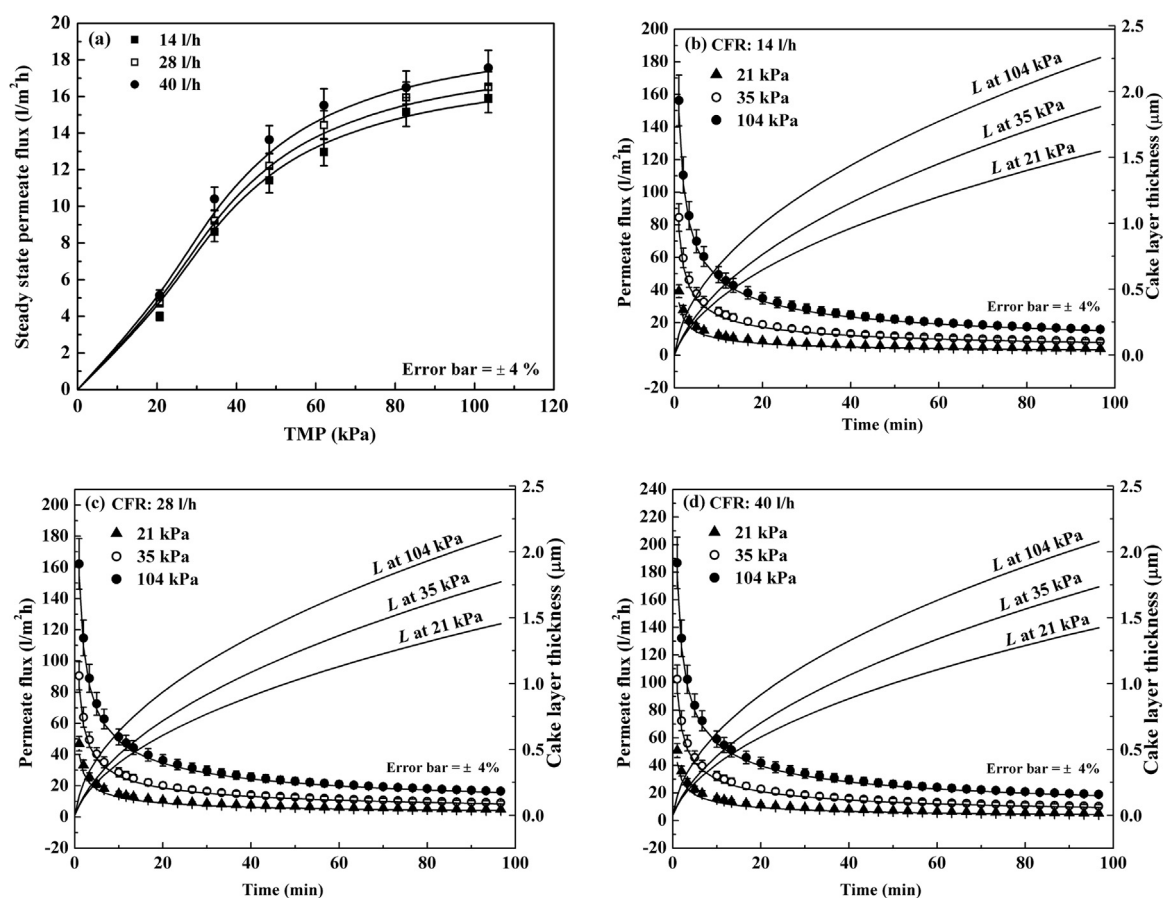 (a)
14 l/h
28 l/h
40 l/h
Error bar = ± 4 %
Steady state permeate flux (l/m²h)
0 2 4 6 8 10 12 14 16 18 20
0 20 40 60 80 100 120
TMP (kPa)
(b) CFR: 14 l/h
21 kPa
35 kPa
104 kPa
L at 104 kPa
L at 35 kPa
L at 21 kPa
Error bar = ± 4%
Permeate flux (l/m²h)
-20 0 20 40 60 80 100 120 140 160 180 200
Cake layer thickness (µm)
0.0 0.5 1.0 1.5 2.0 2.5
0 20 40 60 80 100
Time (min)
(c) CFR: 28 l/h
21 kPa
35 kPa
104 kPa
L at 104 kPa
L at 35 kPa
L at 21 kPa
Error bar = ± 4%
Permeate flux (l/m²h)
-20 0 20 40 60 80 100 120 140 160 180 200
Cake layer thickness (µm)
0.0 0.5 1.0 1.5 2.0 2.5
0 20 40 60 80 100
Time (min)
(d) CFR: 40 l/h
21 kPa
35 kPa
104 kPa
L at 104 kPa
L at 35 kPa
L at 21 kPa
Error bar = ± 4%
Permeate flux (l/m²h)
-20 0 20 40 60 80 100 120 140 160 180 200 220 240
Cake layer thickness (µm)
0.0 0.5 1.0 1.5 2.0 2.5
0 20 40 60 80 100
Time (min)